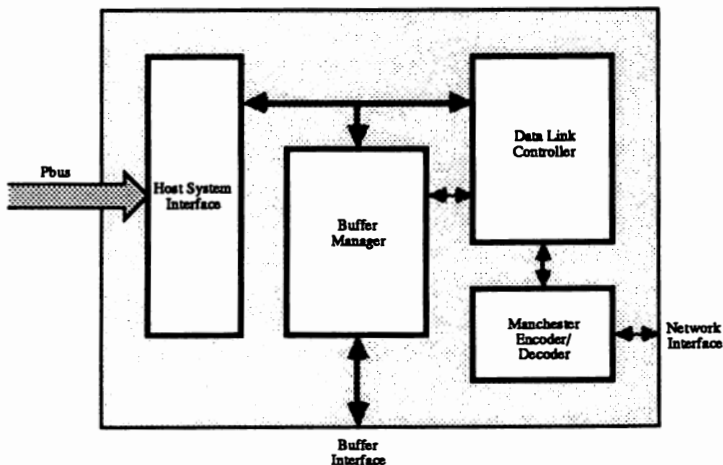 Pbus
Host System
Interface
Buffer
Manager
Data Link
Controller
Manchester
Encoder/
Decoder
Network
Interface
Buffer
Interface